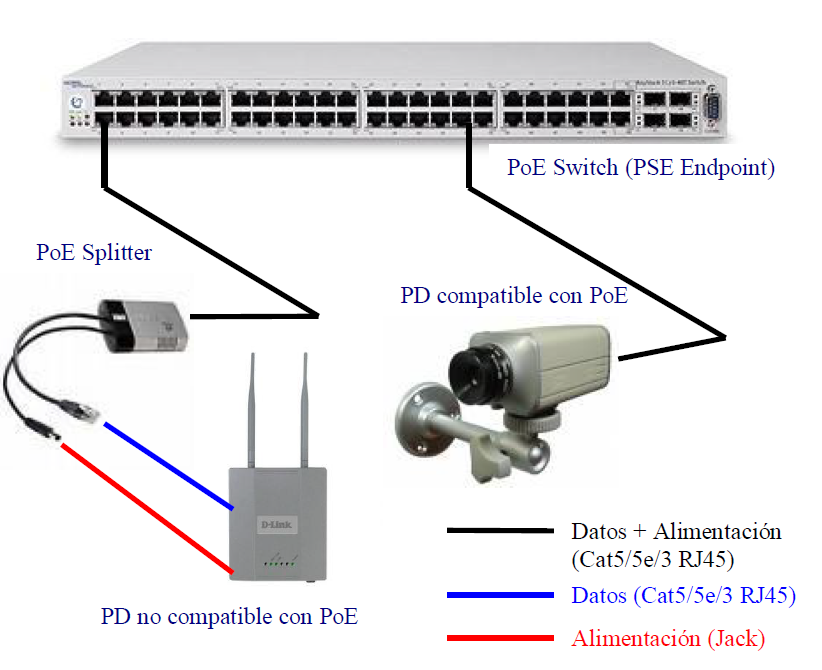 PoE Switch (PSE Endpoint)
PoE Splitter
PD compatible con PoE
D-Link
PD no compatible con PoE
Datos + Alimentación
(Cat5/5e/3 RJ45)
Datos (Cat5/5e/3 RJ45)
Alimentación (Jack)